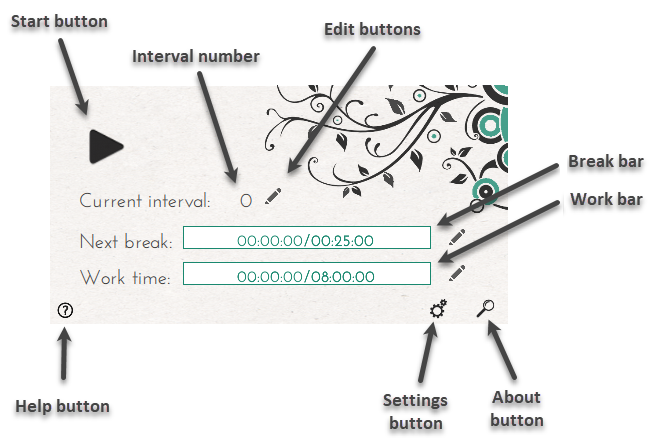 Start button
Edit buttons
Interval number
Break bar
Work bar
Current interval: 0
Next break: 00:00:00/00:25:00
Work time: 00:00:00/08:00:00
?
Help button
Settings
button
About
button